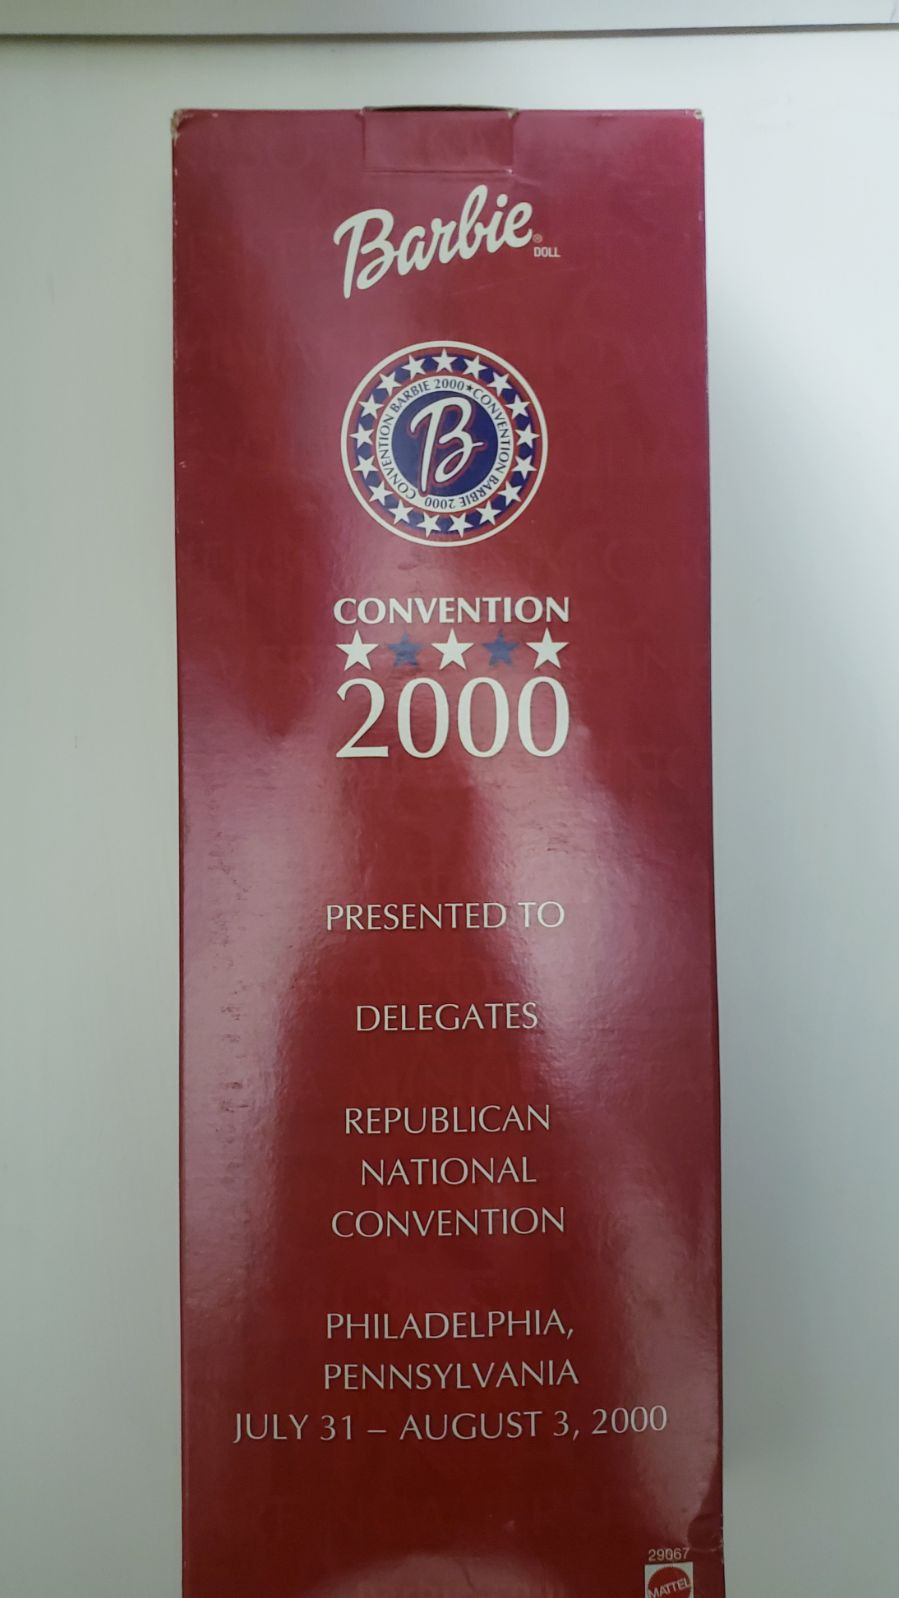 Barbie®
DOLL
CONVENTION BARBIE 2000★CONVENTION BARBIE 2000
B
CONVENTION
2000
PRESENTED TO
DELEGATES
REPUBLICAN
NATIONAL
CONVENTION
PHILADELPHIA,
PENNSYLVANIA
JULY 31 – AUGUST 3, 2000
29067
MATTEL